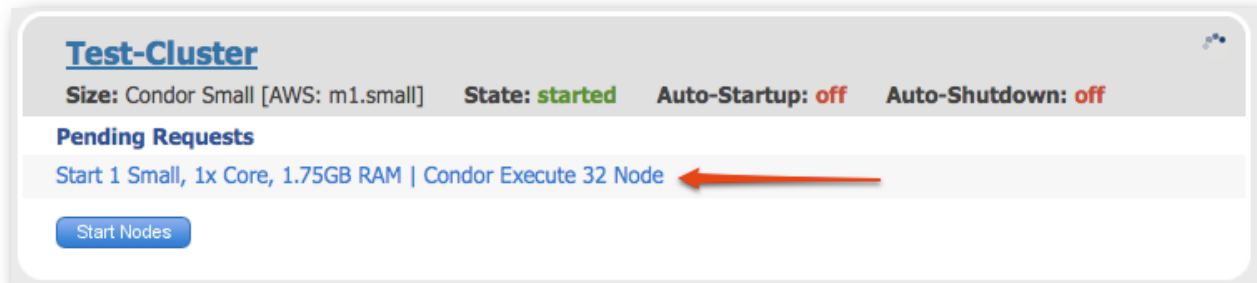 Test-Cluster
Size: Condor Small [AWS: m1.small] State: started Auto-Startup: off Auto-Shutdown: off
Pending Requests
Start 1 Small, 1x Core, 1.75GB RAM | Condor Execute 32 Node
Start Nodes